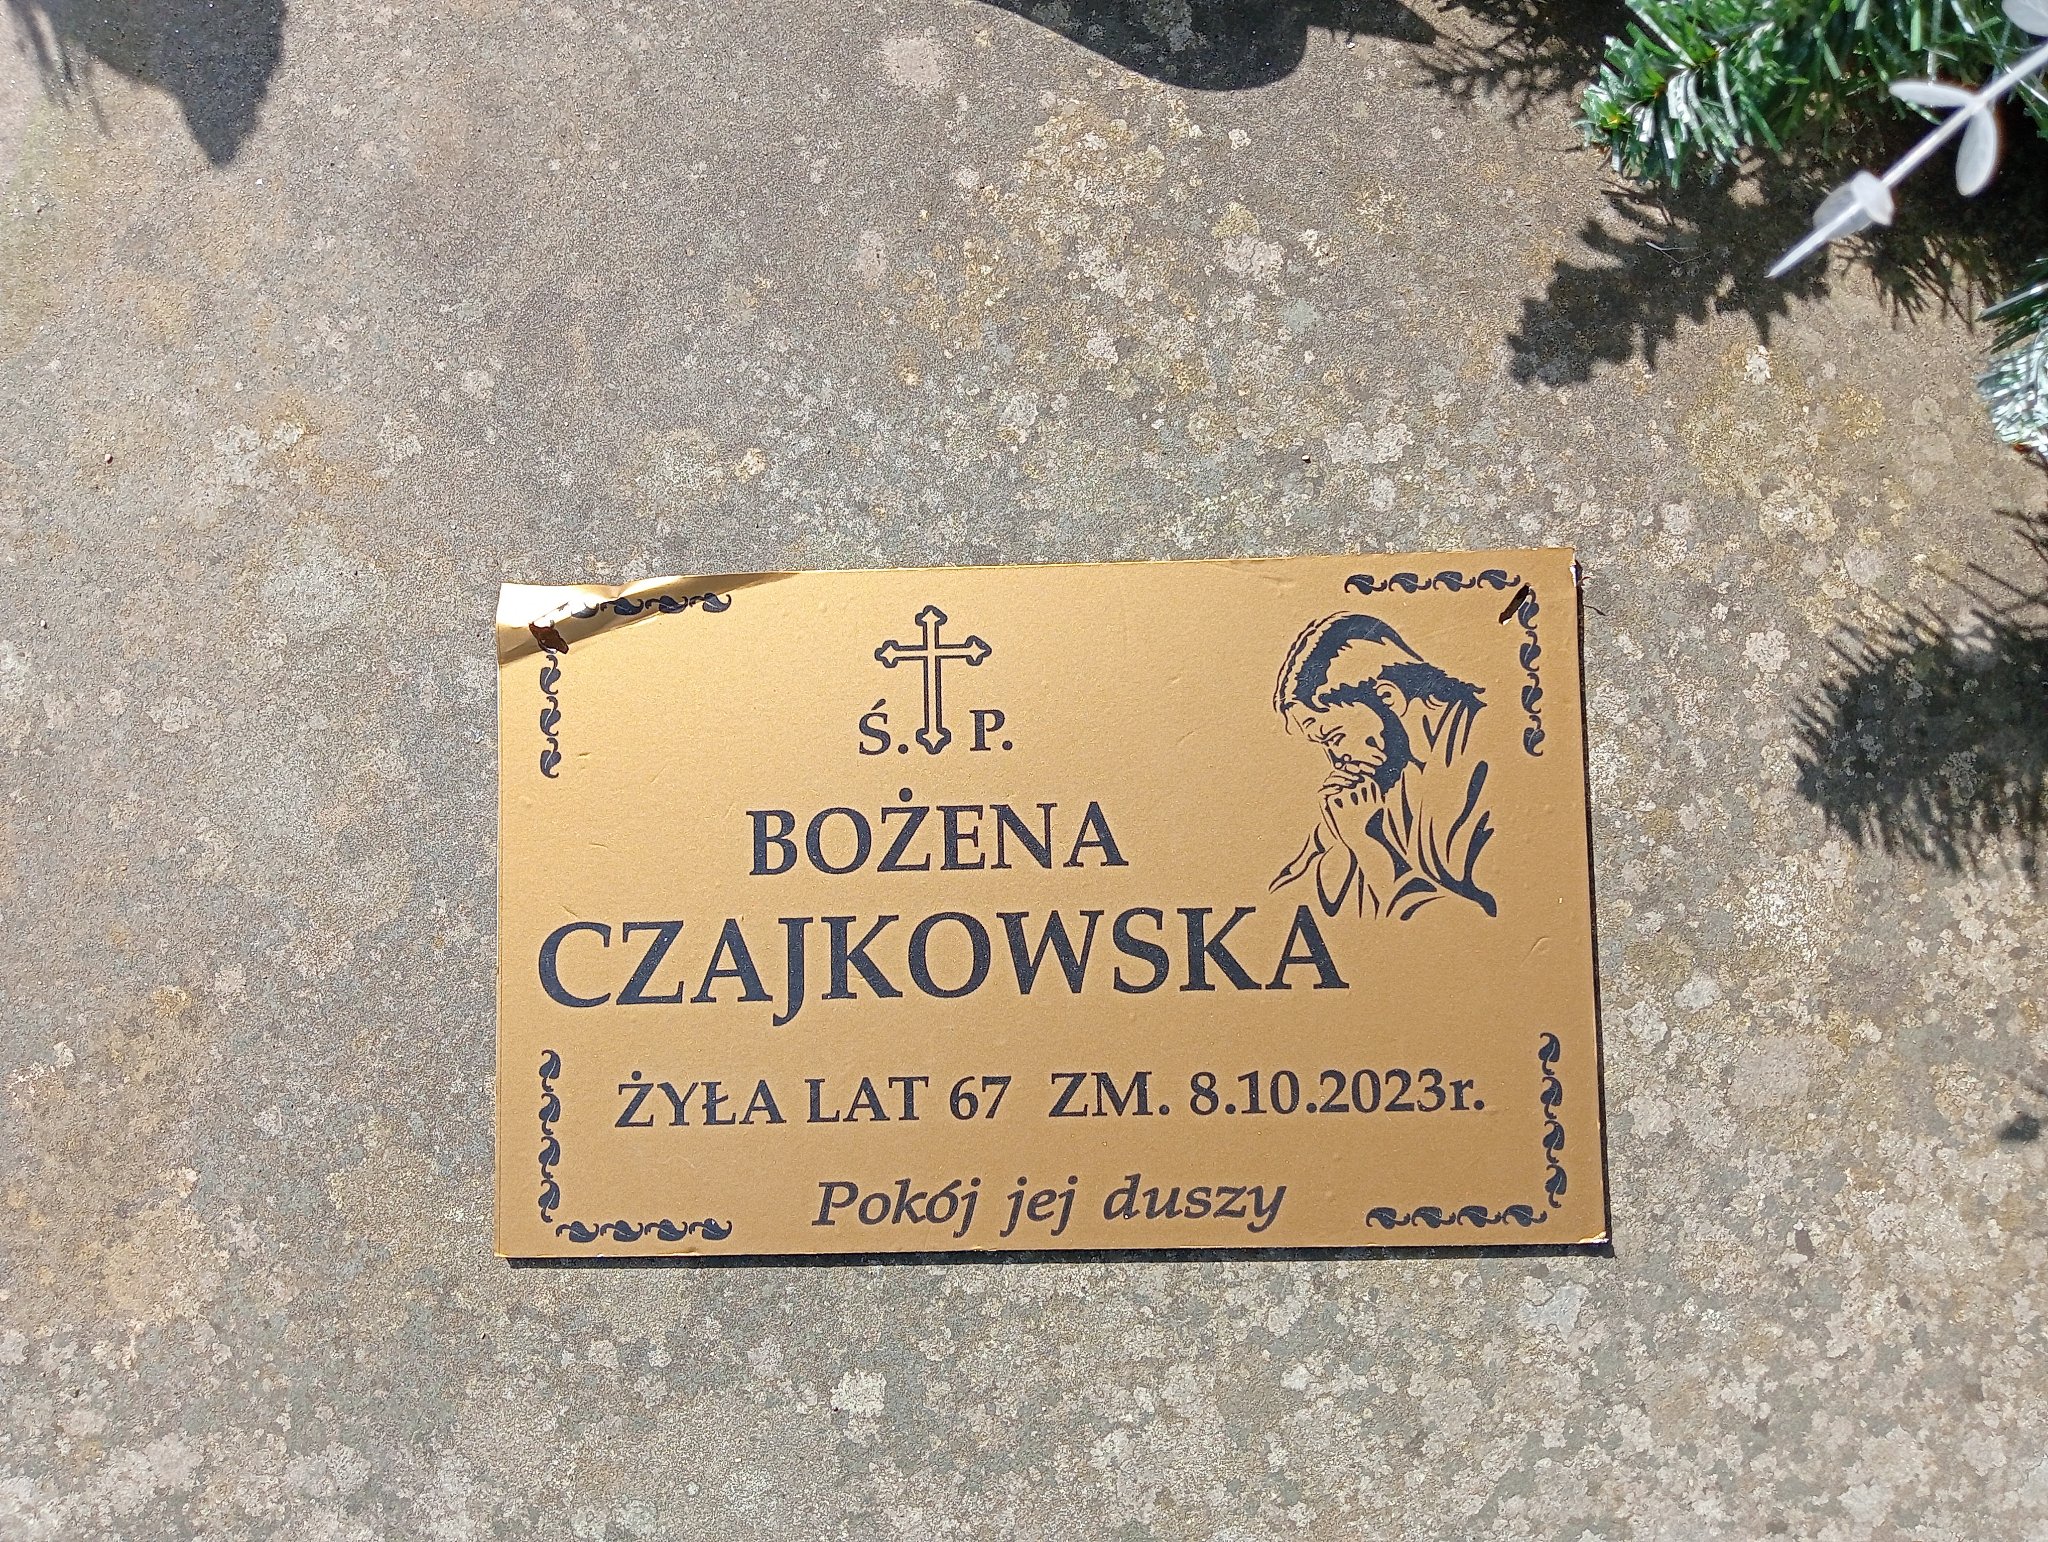 Ś. P.
BOŻENA
CZAJKOWSKA
ŻYŁA LAT 67 ZM. 8.10.2023r.
Pokój jej duszy